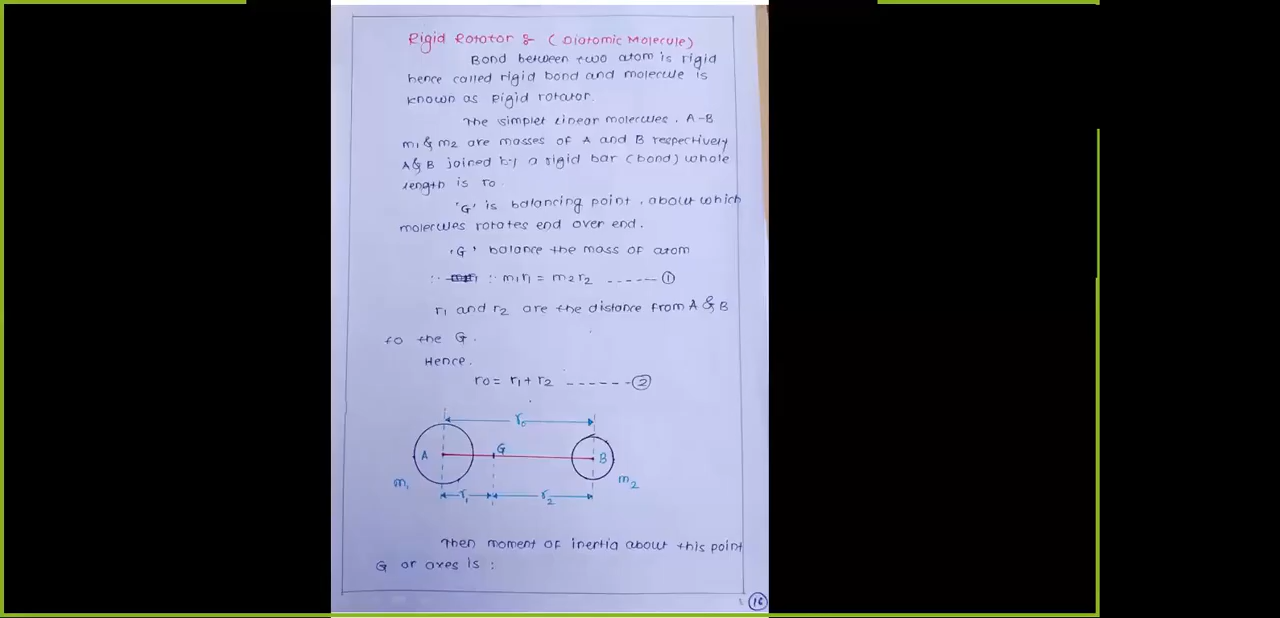 Rigid Rotator :- (Diatomic Molecule)
Bond between two atom is rigid
hence called rigid bond and molecule is
known as Rigid rotator.
The simplet linear molecules. A-B
m1 & m2 are masses of A and B respectively
A & B joined by a rigid bar (bond) whole
length is r0.
'G' is balancing point, about which
molecules rotates end over end.
'G' balance the mass of atom
∴ m1r1 = m2r2 ------ ①
r1 and r2 are the distance from A & B
to the G.
Hence.
r0 = r1 + r2 ------ ②
r0
A G B
m1 m2
r1 r2
Then moment of inertia about this point
G or axes is :
16